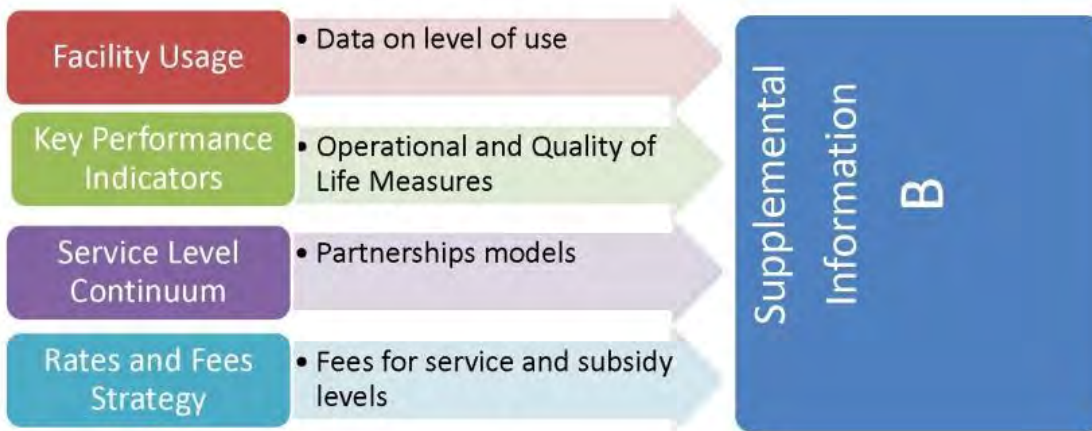 Facility Usage
• Data on level of use
Key Performance
Indicators
• Operational and Quality of
Life Measures
Service Level
Continuum
• Partnerships models
Rates and Fees
Strategy
• Fees for service and subsidy
levels
Supplemental
Information
B